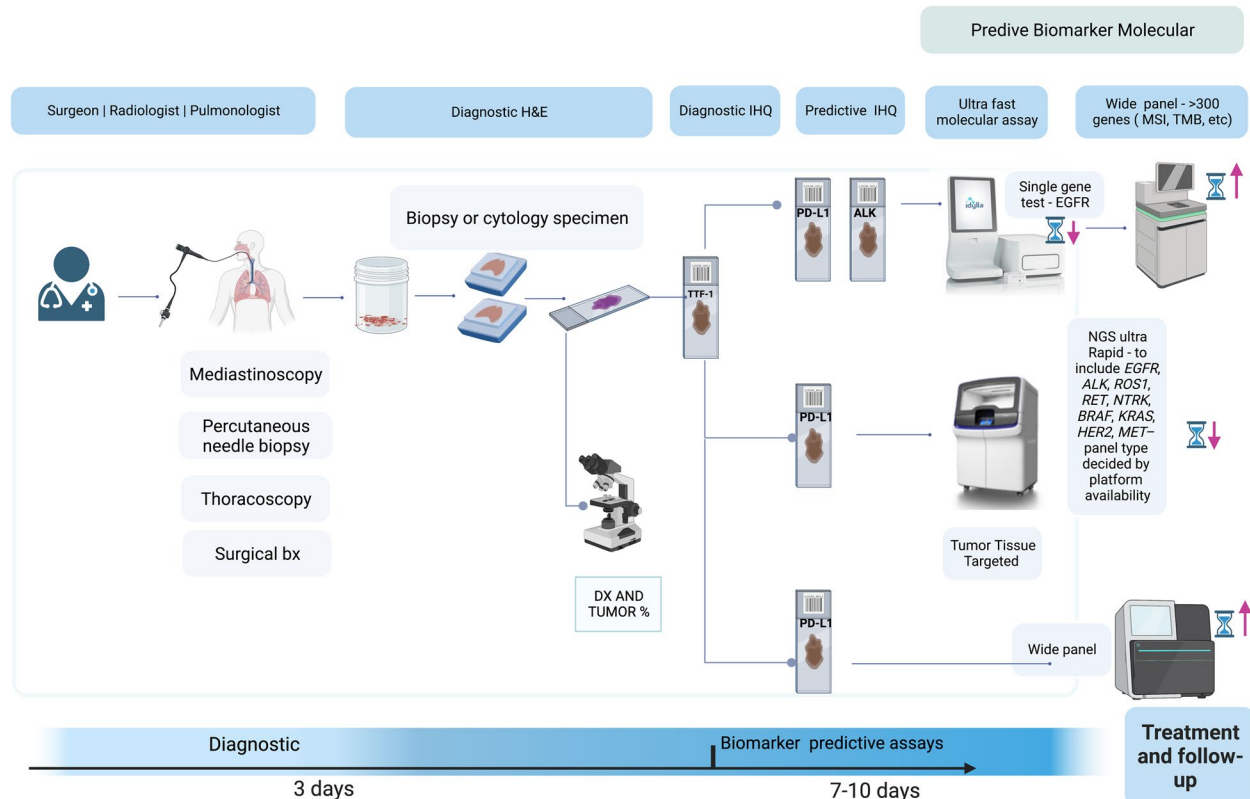 Predive Biomarker Molecular
Surgeon | Radiologist | Pulmonologist
Diagnostic H&E
Diagnostic IHQ
Predictive IHQ
Ultra fast
molecular assay
Wide panel - >300
genes ( MSI, TMB, etc)
Biopsy or cytology specimen
PD-L1
ALK
idylla
Single gene
test - EGFR
TTF-1
Mediastinoscopy
Percutaneous
needle biopsy
Thoracoscopy
Surgical bx
DX AND
TUMOR %
PD-L1
NGS ultra
Rapid - to
include EGFR,
ALK, ROS1,
RET, NTRK,
BRAF, KRAS,
HER2, MET–
panel type
decided by
platform
availability
Tumor Tissue
Targeted
PD-L1
Wide panel
Diagnostic
Biomarker predictive assays
3 days
7-10 days
Treatment
and follow-
up